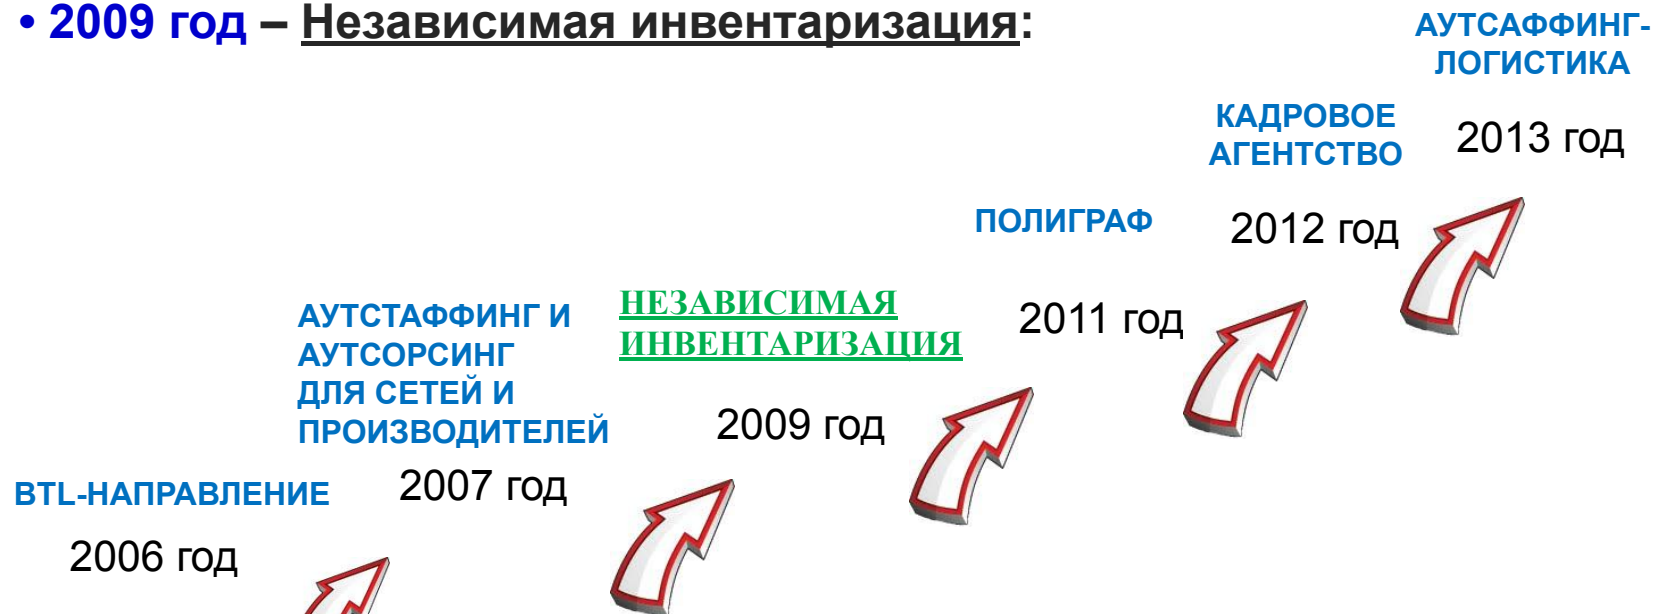 • 2009 год – Независимая инвентаризация:
АУТСАФФИНГ-
ЛОГИСТИКА
2013 год
КАДРОВОЕ
АГЕНТСТВО
2012 год
ПОЛИГРАФ
2011 год
НЕЗАВИСИМАЯ
ИНВЕНТАРИЗАЦИЯ
2009 год
АУТСТАФФИНГ И
АУТСОРСИНГ
ДЛЯ СЕТЕЙ И
ПРОИЗВОДИТЕЛЕЙ
2007 год
BTL-НАПРАВЛЕНИЕ
2006 год